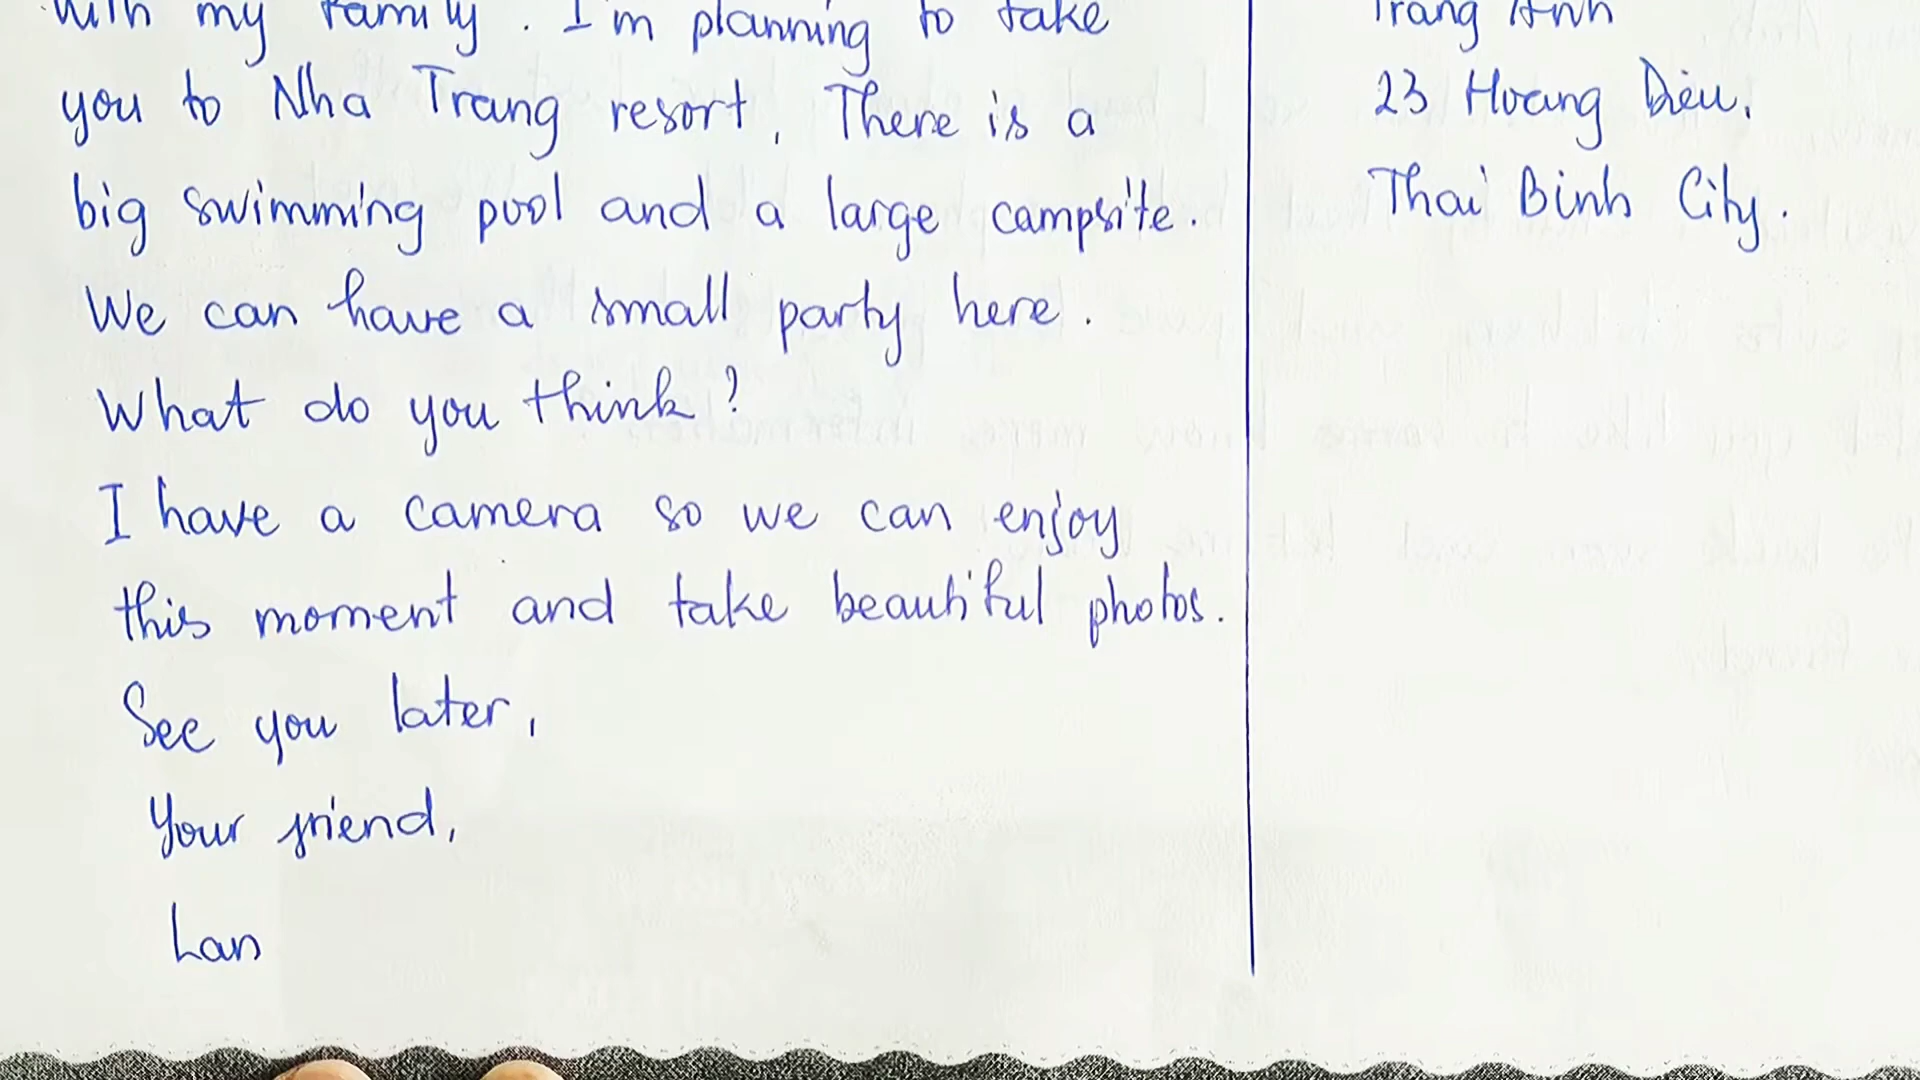 with my family. I'm planning to take
you to Nha Trang resort, There is a
big swimming pool and a large campsite.
We can have a small party here.
What do you think?
I have a camera so we can enjoy
this moment and take beautiful photos.
See you later,
Your friend,
Lan
Trang Anh
23 Hoang Dieu,
Thai Binh City.